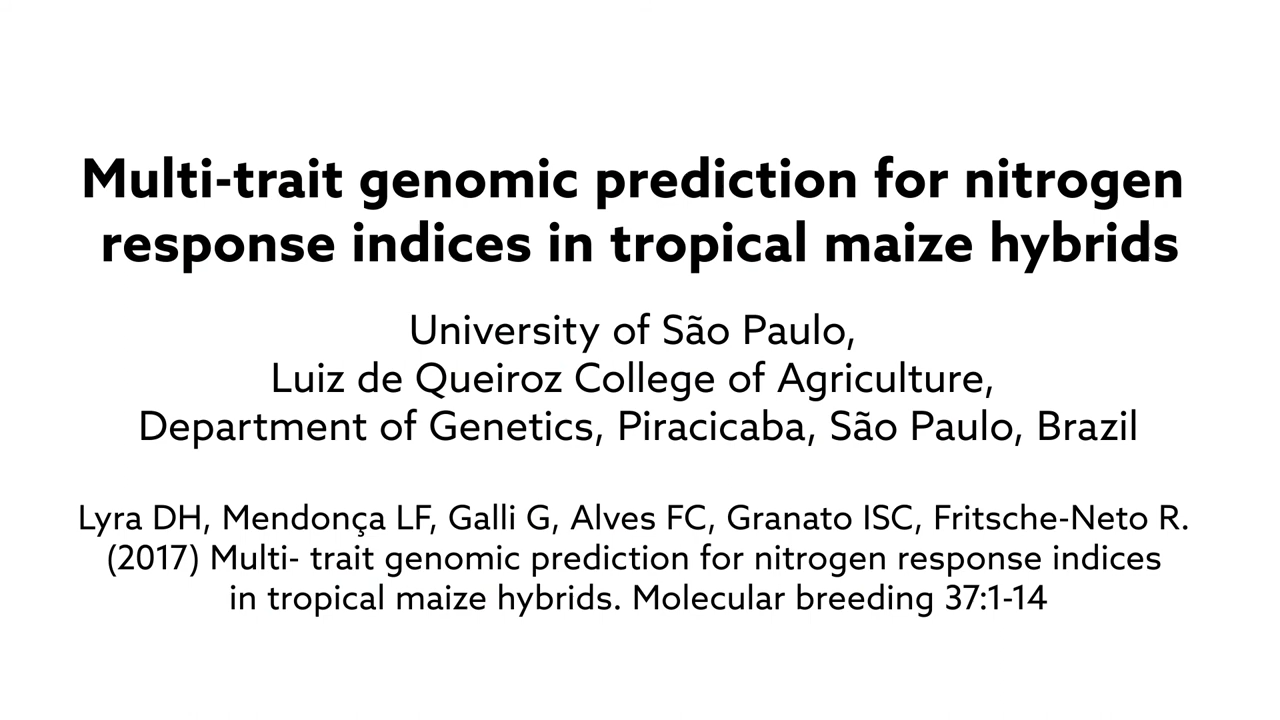 Multi-trait genomic prediction for nitrogen
response indices in tropical maize hybrids
University of São Paulo,
Luiz de Queiroz College of Agriculture,
Department of Genetics, Piracicaba, São Paulo, Brazil
Lyra DH, Mendonça LF, Galli G, Alves FC, Granato ISC, Fritsche-Neto R.
(2017) Multi- trait genomic prediction for nitrogen response indices
in tropical maize hybrids. Molecular breeding 37:1-14